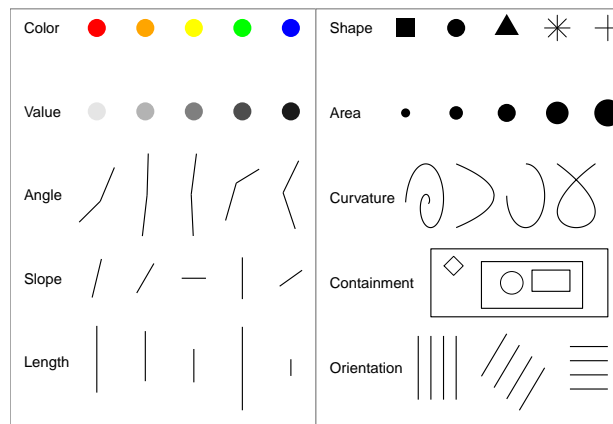 Color
Value
Angle
Slope
Length
Shape
Area
Curvature
Containment
Orientation